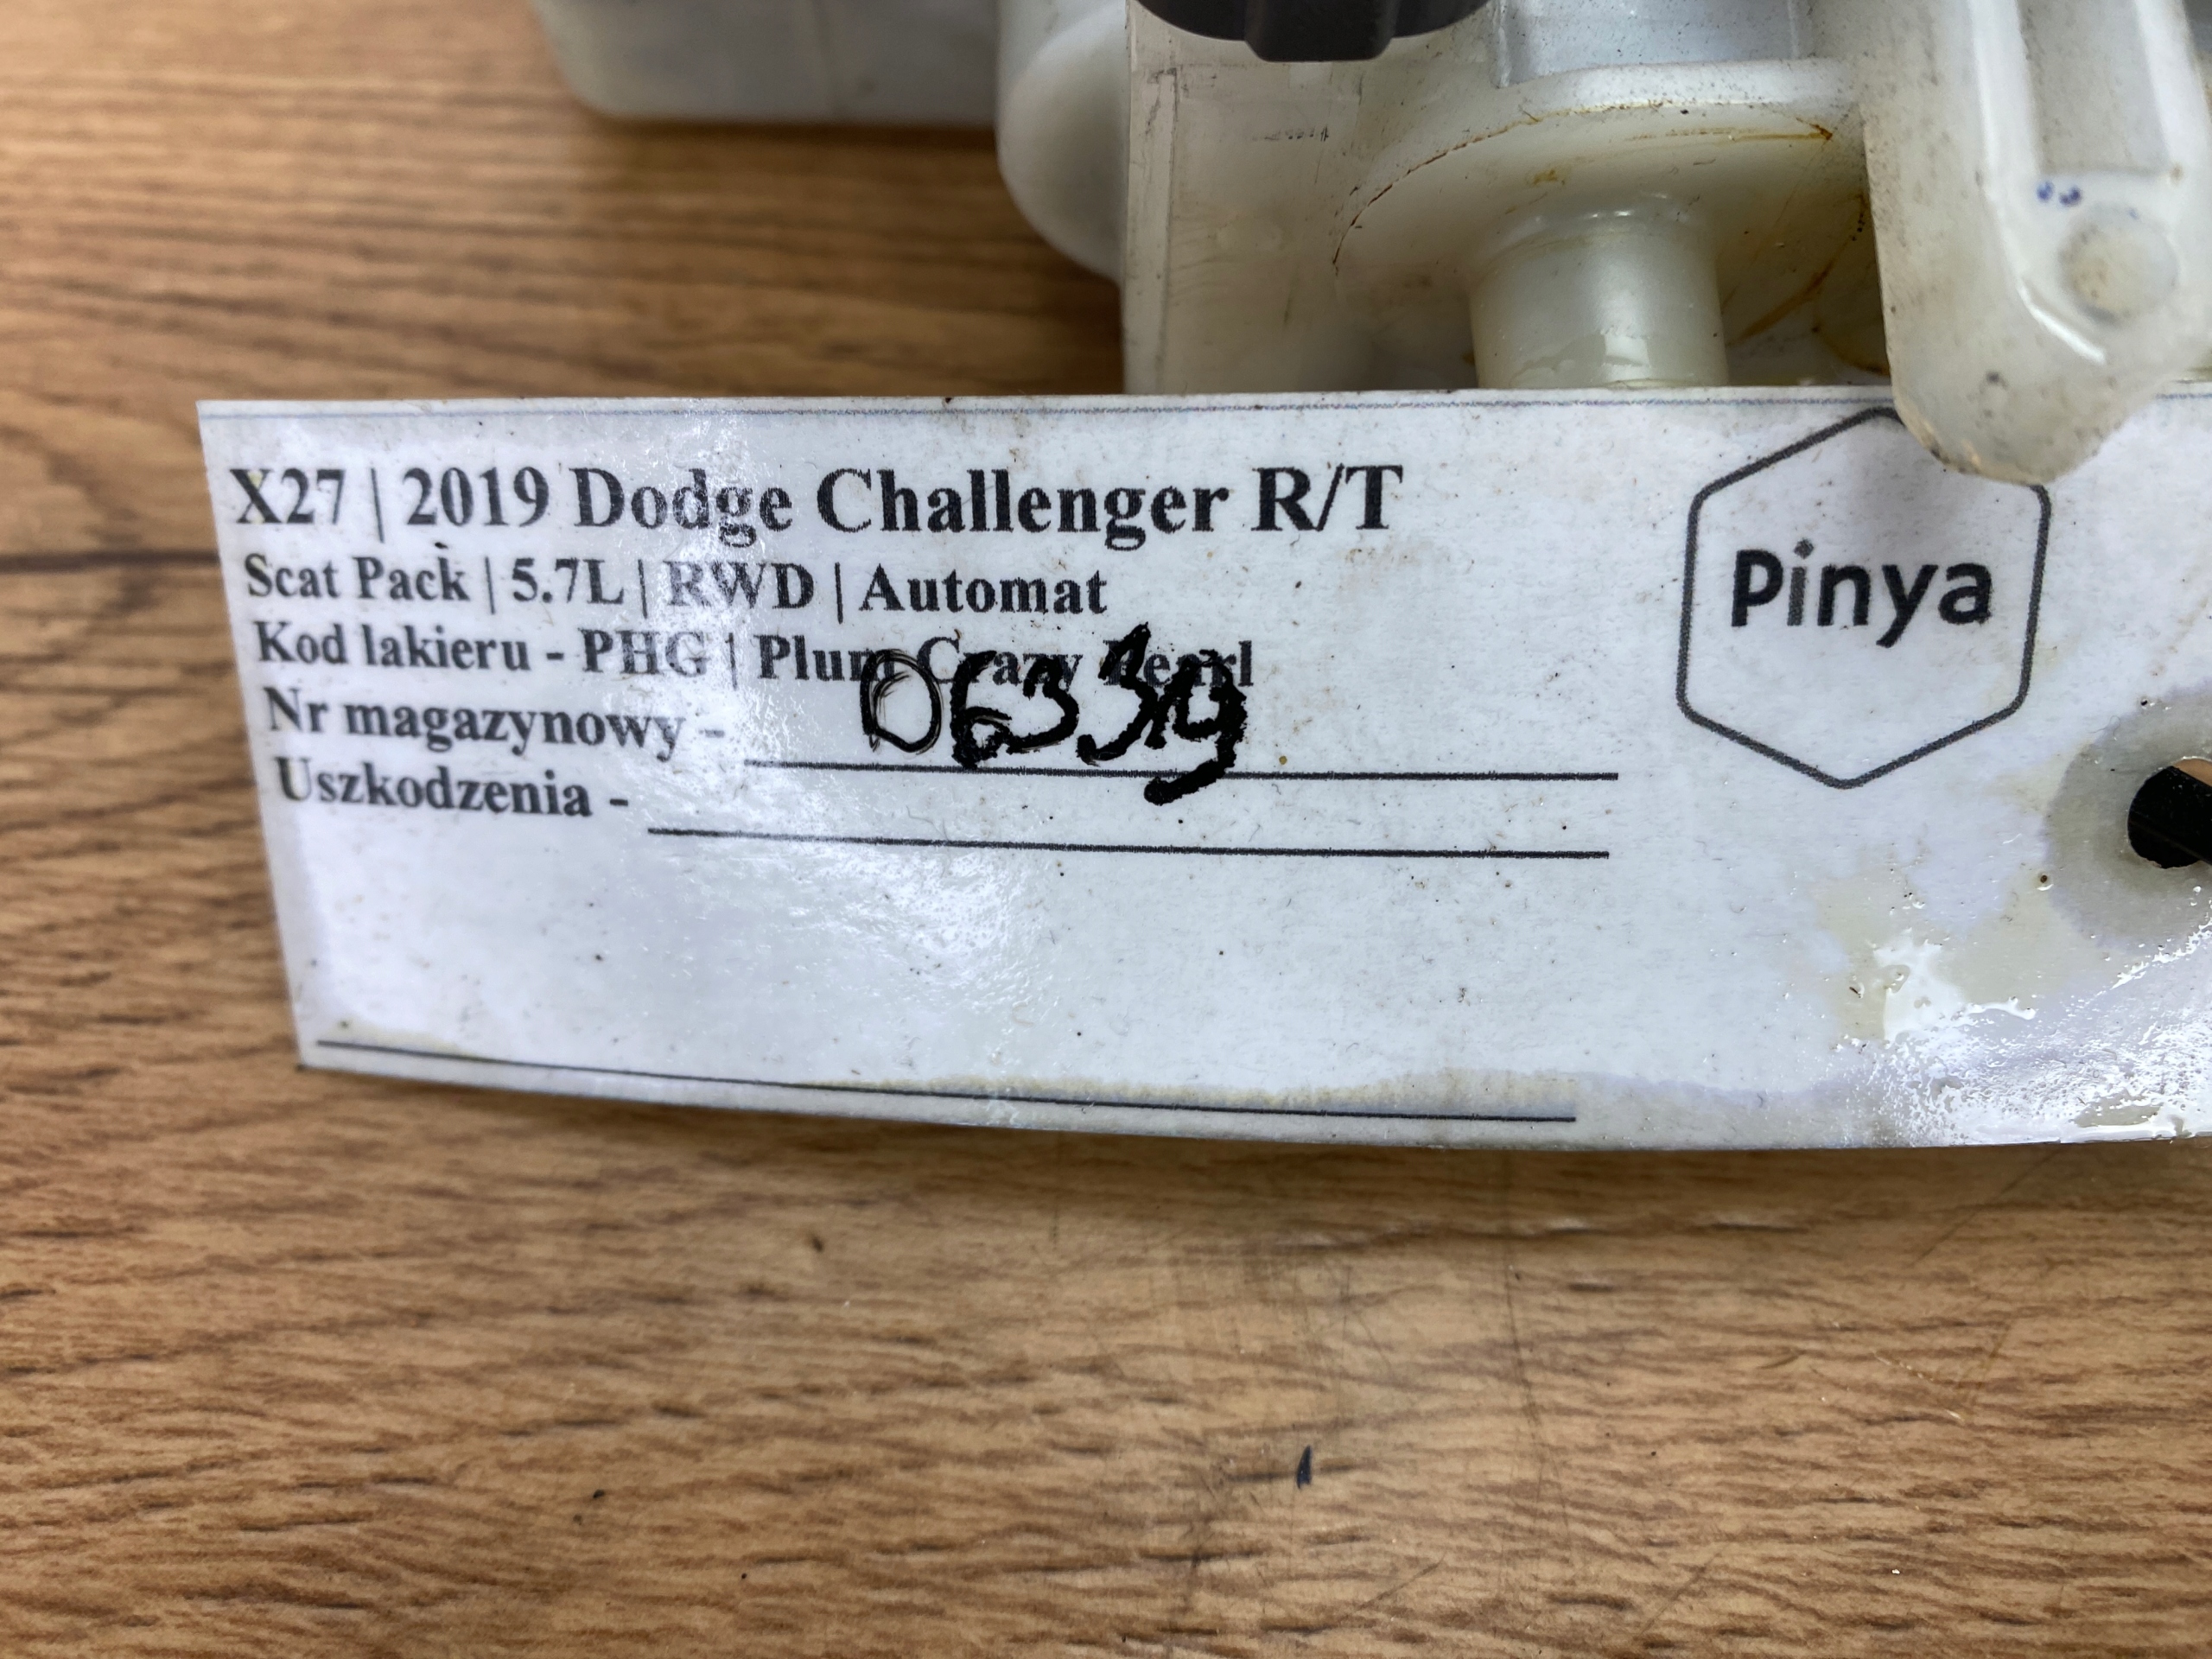 X27 | 2019 Dodge Challenger R/T
Scat Pack | 5.7L | RWD | Automat
Kod lakieru - PHG | Plum Crazy Pearl
Nr magazynowy - 06339
Uszkodzenia -
Pinya